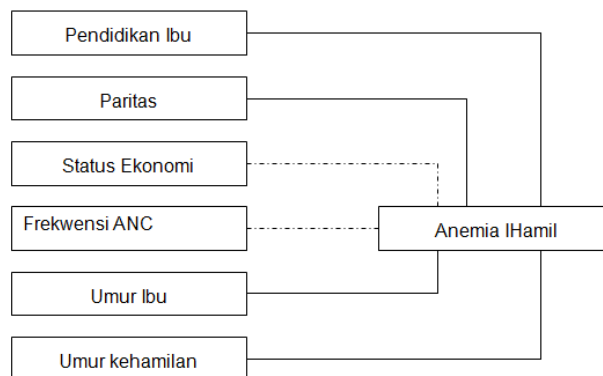 Pendidikan Ibu
Paritas
Status Ekonomi
Frekwensi ANC
Anemia IHamil
Umur Ibu
Umur kehamilan